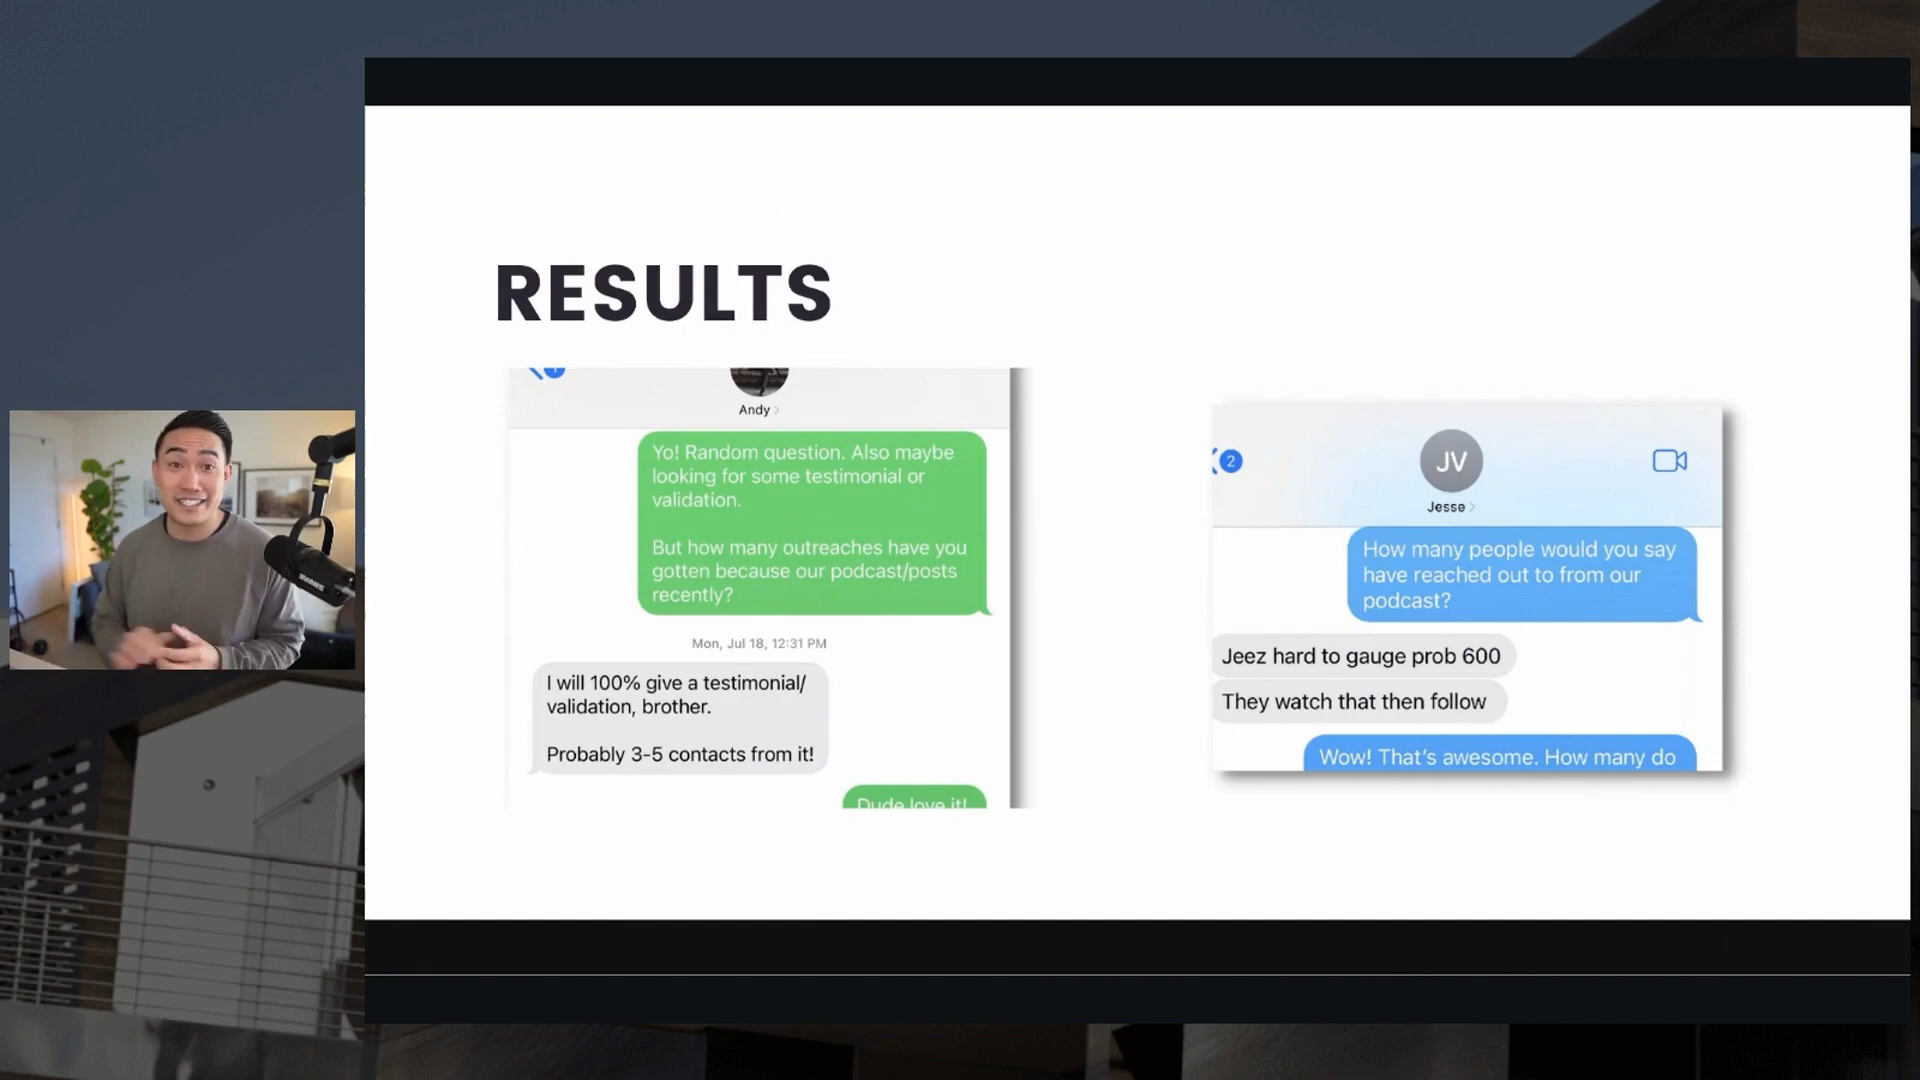 RESULTS
Andy
Yo! Random question. Also maybe
looking for some testimonial or
validation.
But how many outreaches have you
gotten because our podcast/posts
recently?
Mon, Jul 18, 12:31 PM
I will 100% give a testimonial/
validation, brother.
Probably 3-5 contacts from it!
Dude love it!
2
JV
Jesse
How many people would you say
have reached out to from our
podcast?
Jeez hard to gauge prob 600
They watch that then follow
Wow! That's awesome. How many do
SHURE